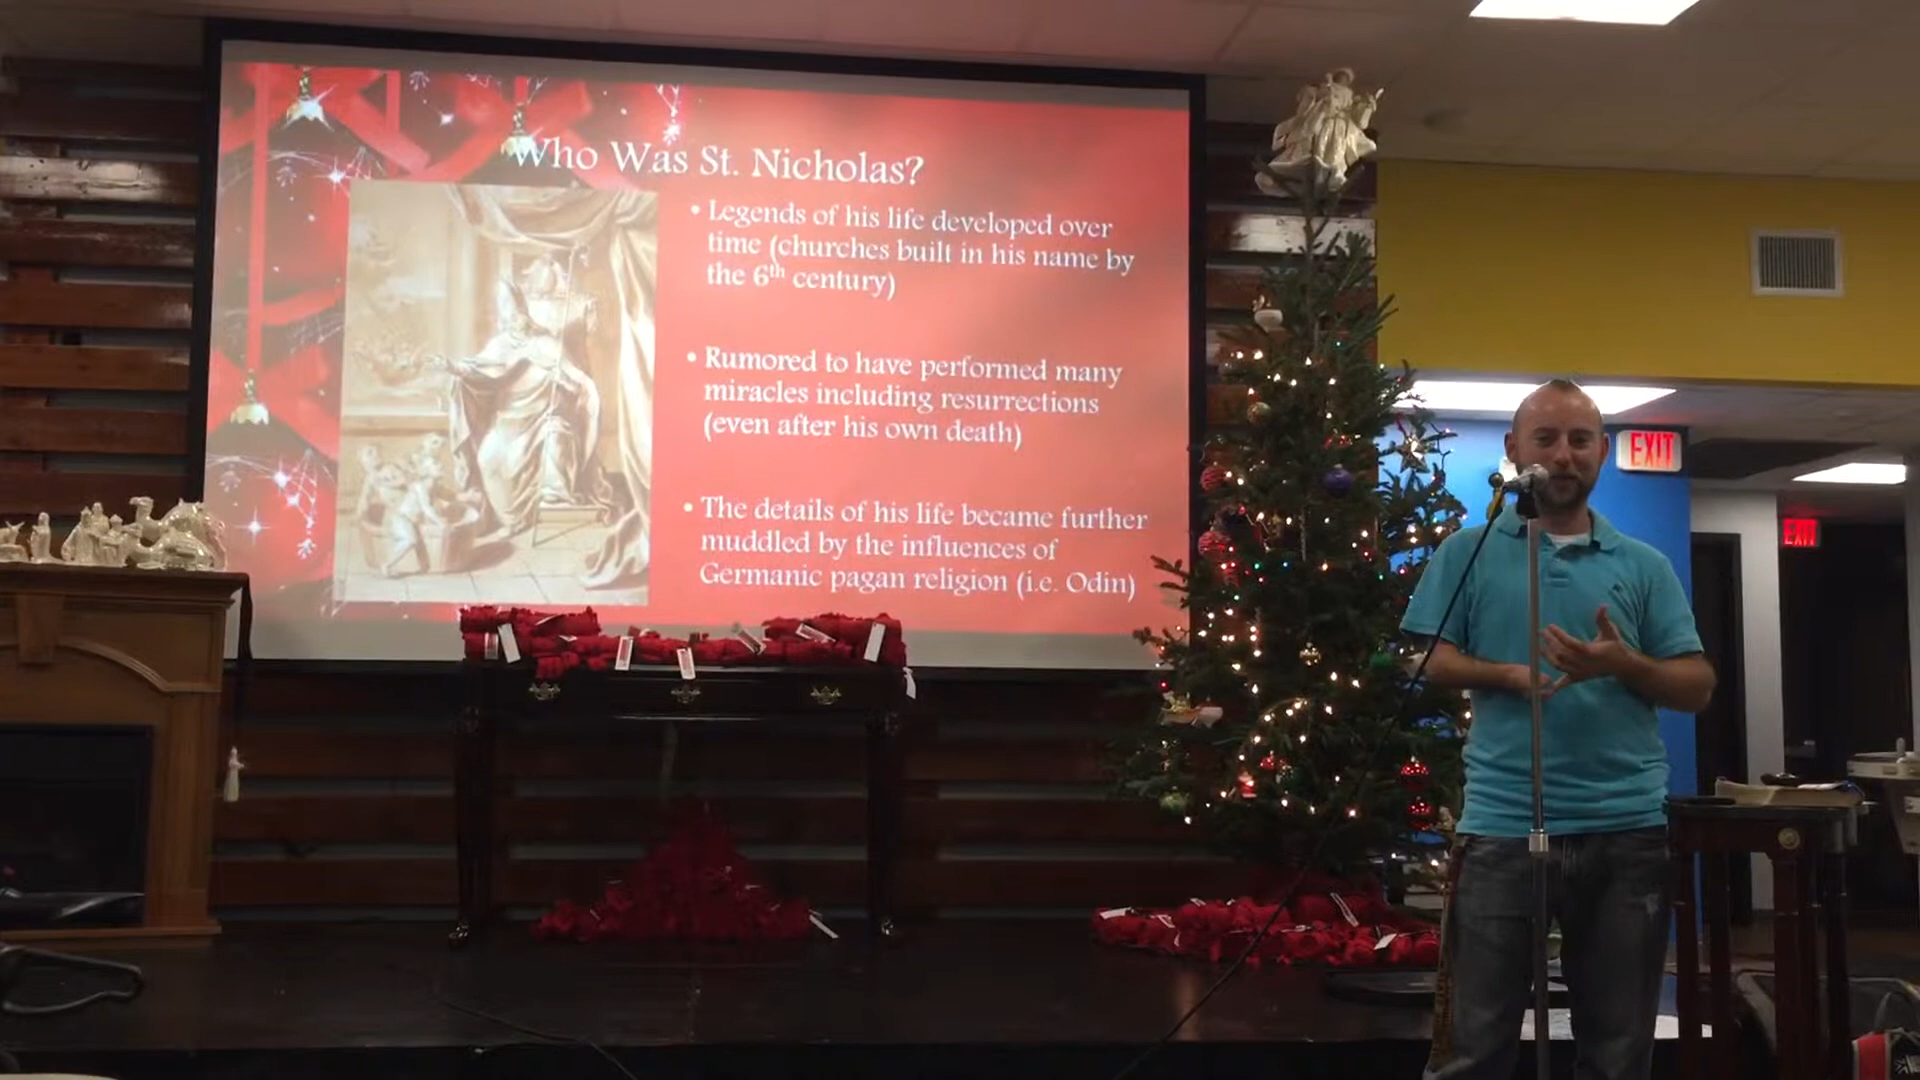 Who Was St. Nicholas?
• Legends of his life developed over
time (churches built in his name by
the 6th century)
• Rumored to have performed many
miracles including resurrections
(even after his own death)
• The details of his life became further
muddled by the influences of
Germanic pagan religion (i.e. Odin)
EXIT
EXIT